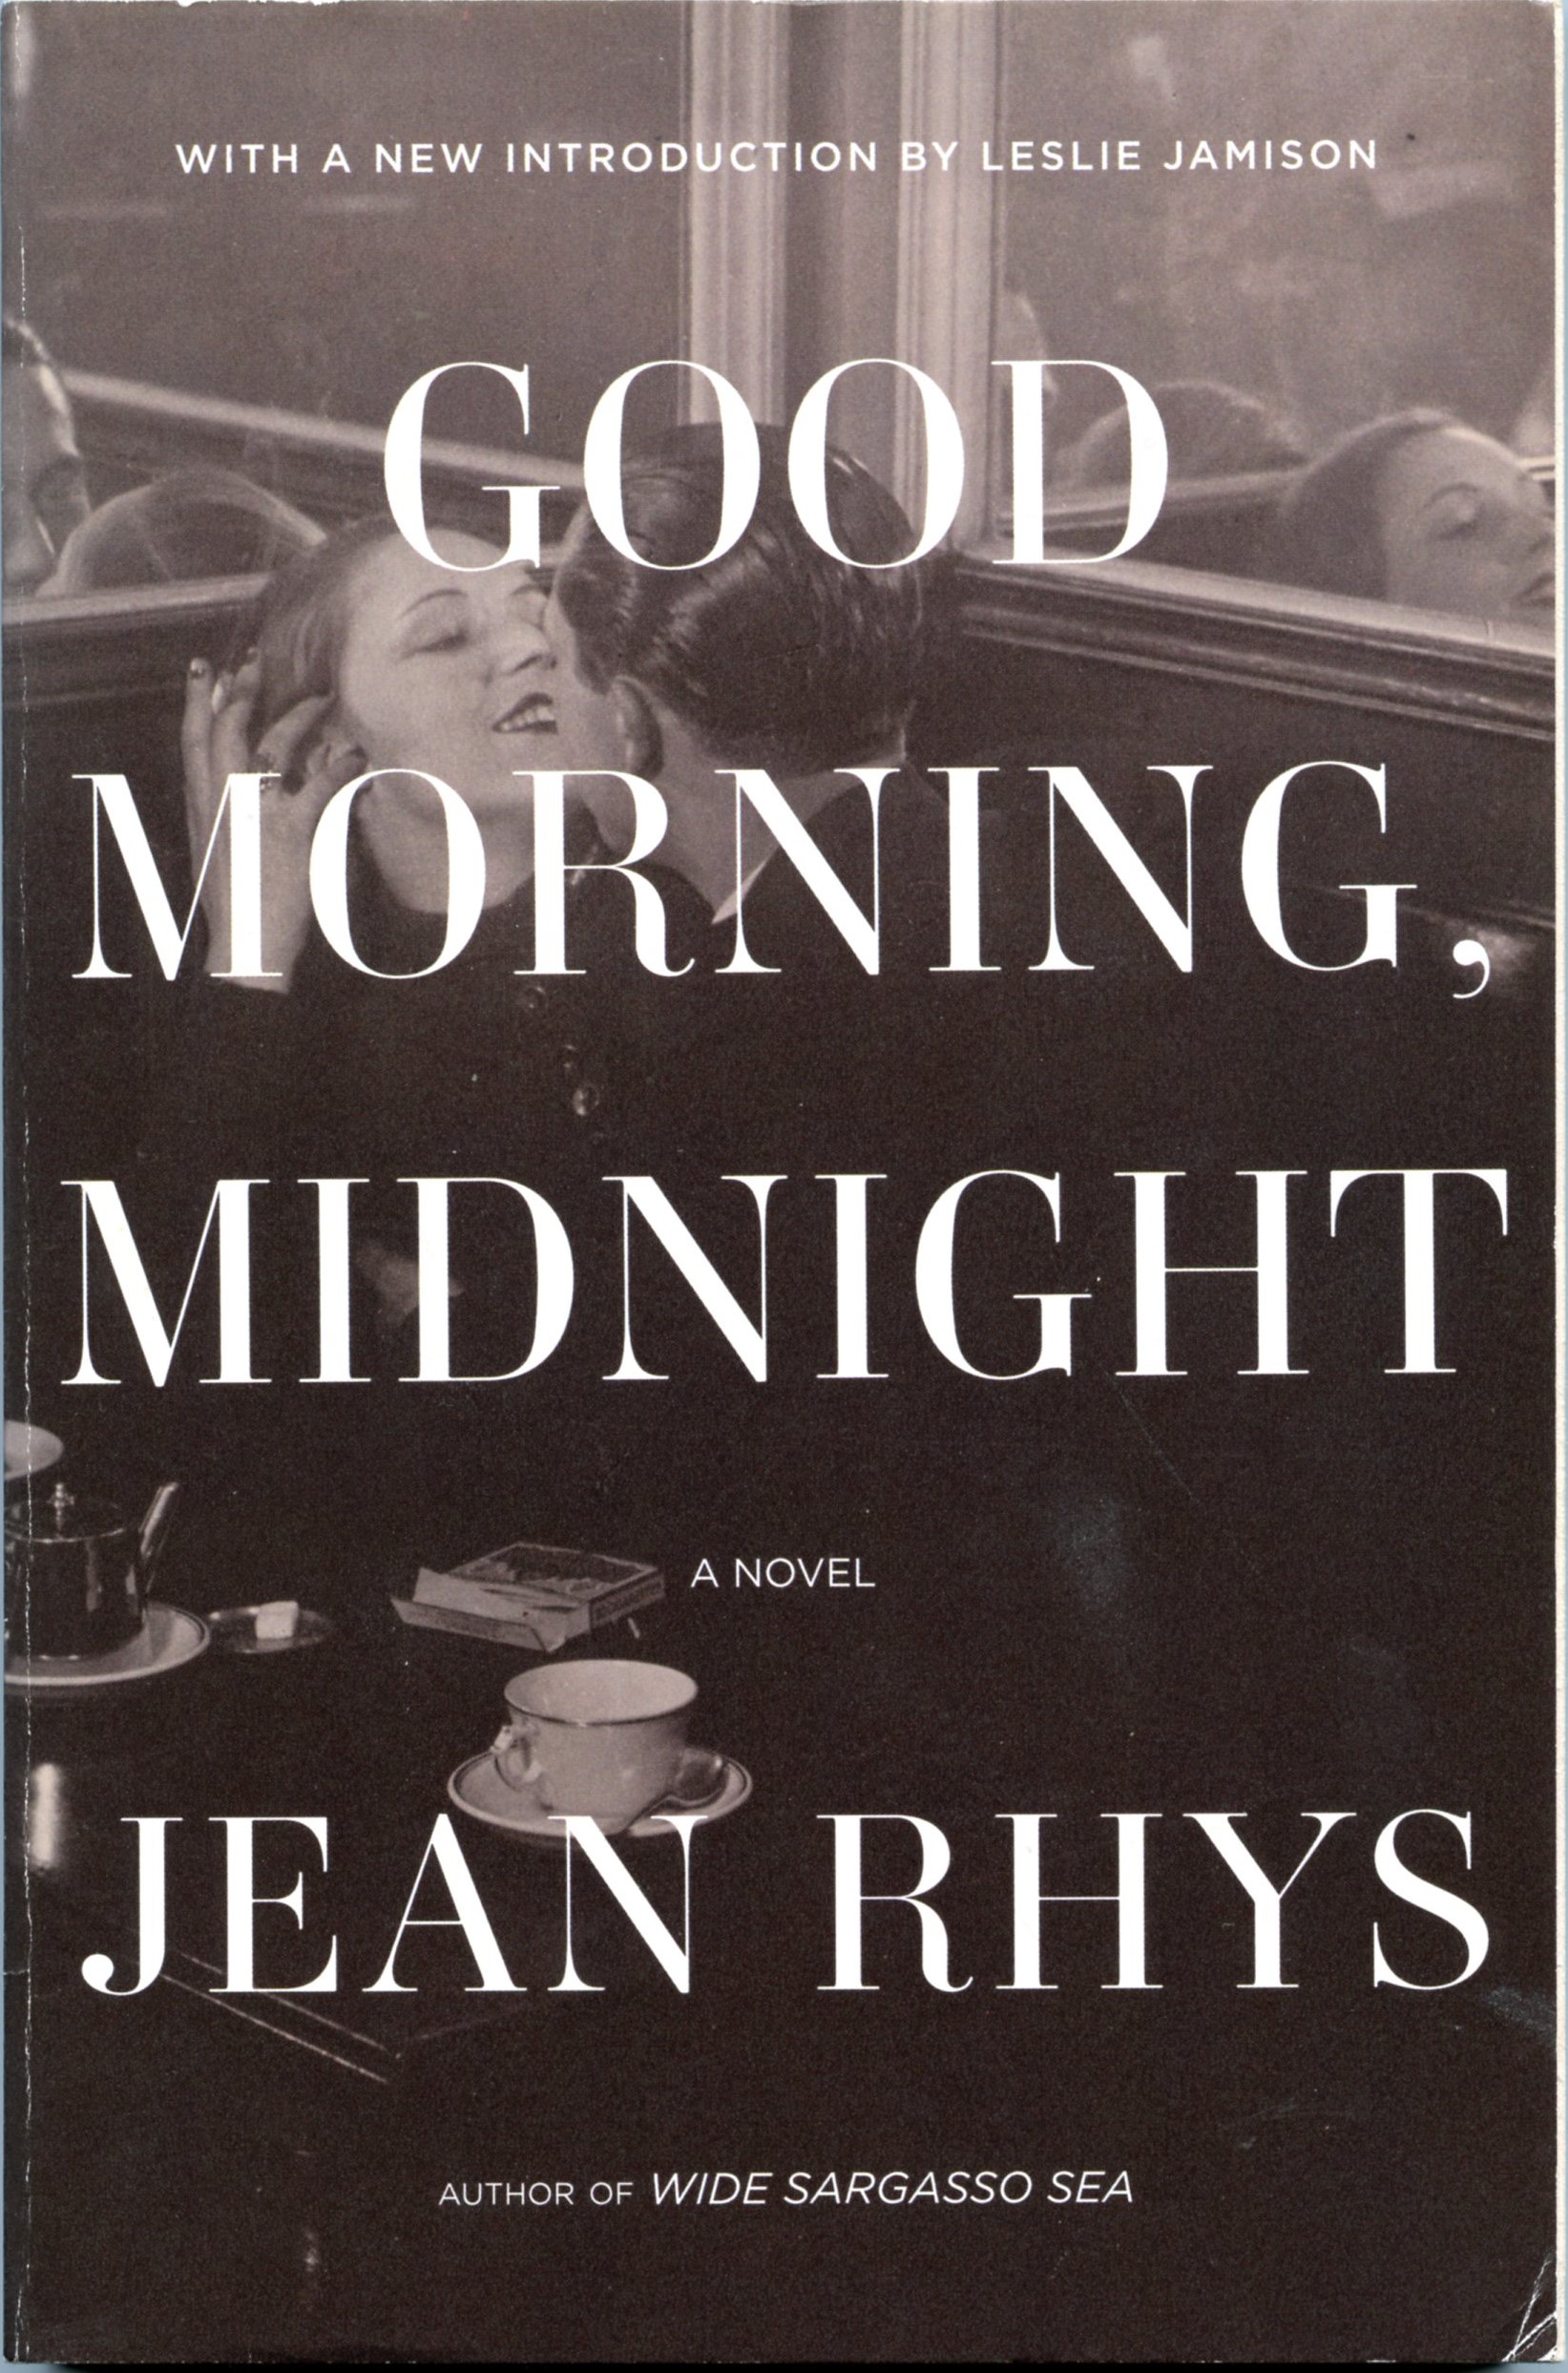 WITH A NEW INTRODUCTION BY LESLIE JAMISON
GOOD
MORNING,
MIDNIGHT
A NOVEL
JEAN RHYS
AUTHOR OF WIDE SARGASSO SEA